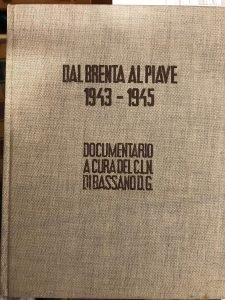 DAL BRENTA AL PIAVE
1943 - 1945
DOCUMENTARIO
A CURA DEL C.L.N.
DI BASSANO D.G.